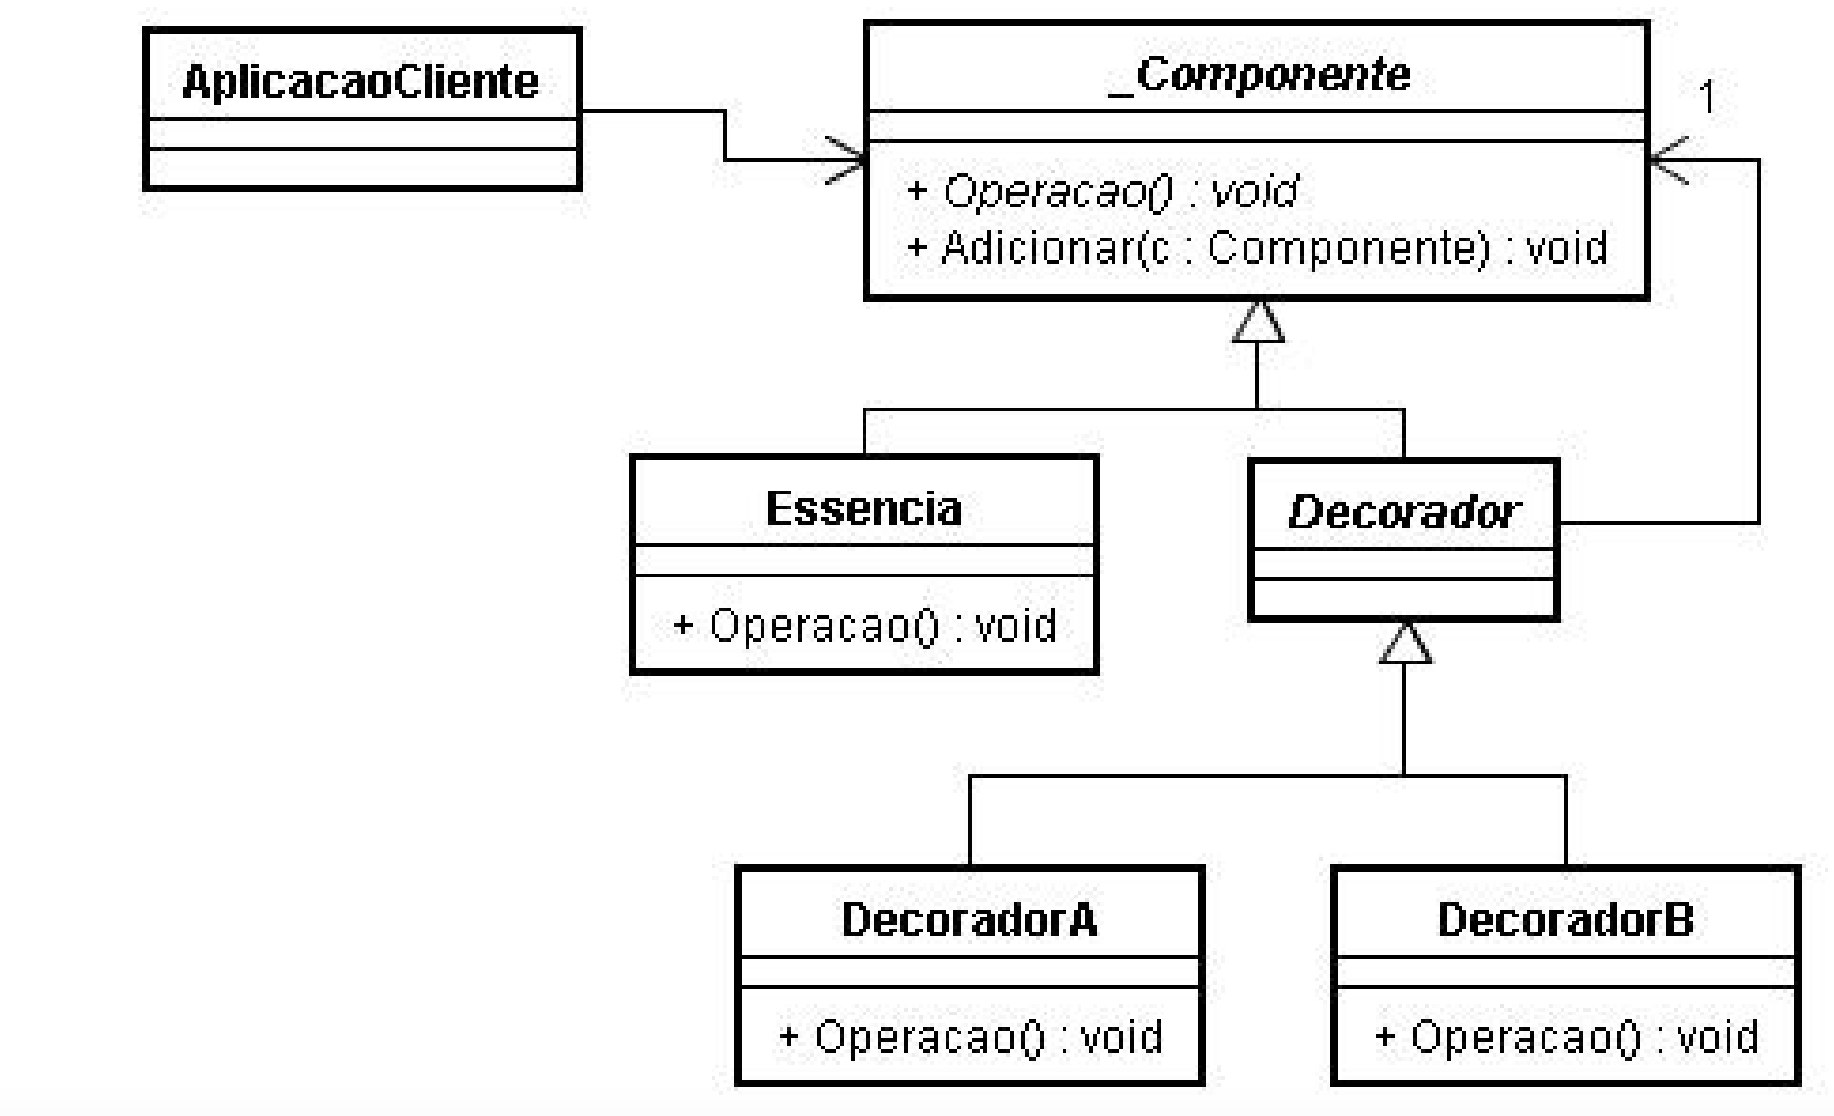 AplicacaoCliente
_Componente
1
+ Operacao() : void
+ Adicionar(c : Componente) : void
Essencia
+ Operacao() : void
Decorador
DecoradorA
+ Operacao() : void
DecoradorB
+ Operacao() : void